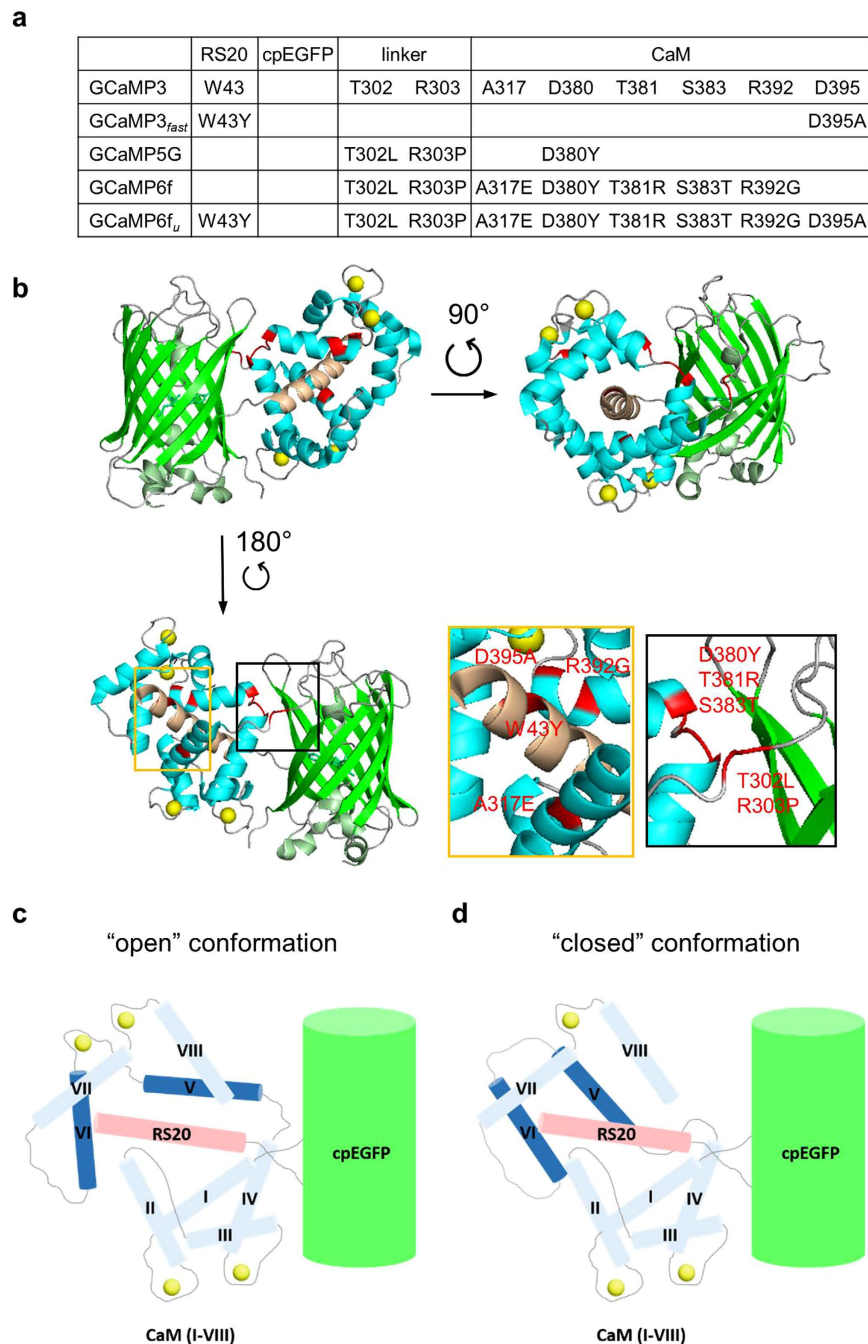 a
RS20 cpEGFP linker CaM
GCaMP3 W43 T302 R303 A317 D380 T381 S383 R392 D395
GCaMP3fast W43Y D395A
GCaMP5G T302L R303P D380Y
GCaMP6f T302L R303P A317E D380Y T381R S383T R392G
GCaMP6fu W43Y T302L R303P A317E D380Y T381R S383T R392G D395A
b
90°
180°
D395A
R392G
W43Y
A317E
D380Y
T381R
S383T
T302L
R303P
c
"open" conformation
VIII
VII
V
VI
RS20
cpEGFP
I
IV
II
III
CaM (I-VIII)
d
"closed" conformation
VIII
VII
V
VI
RS20
cpEGFP
I
IV
II
III
CaM (I-VIII)